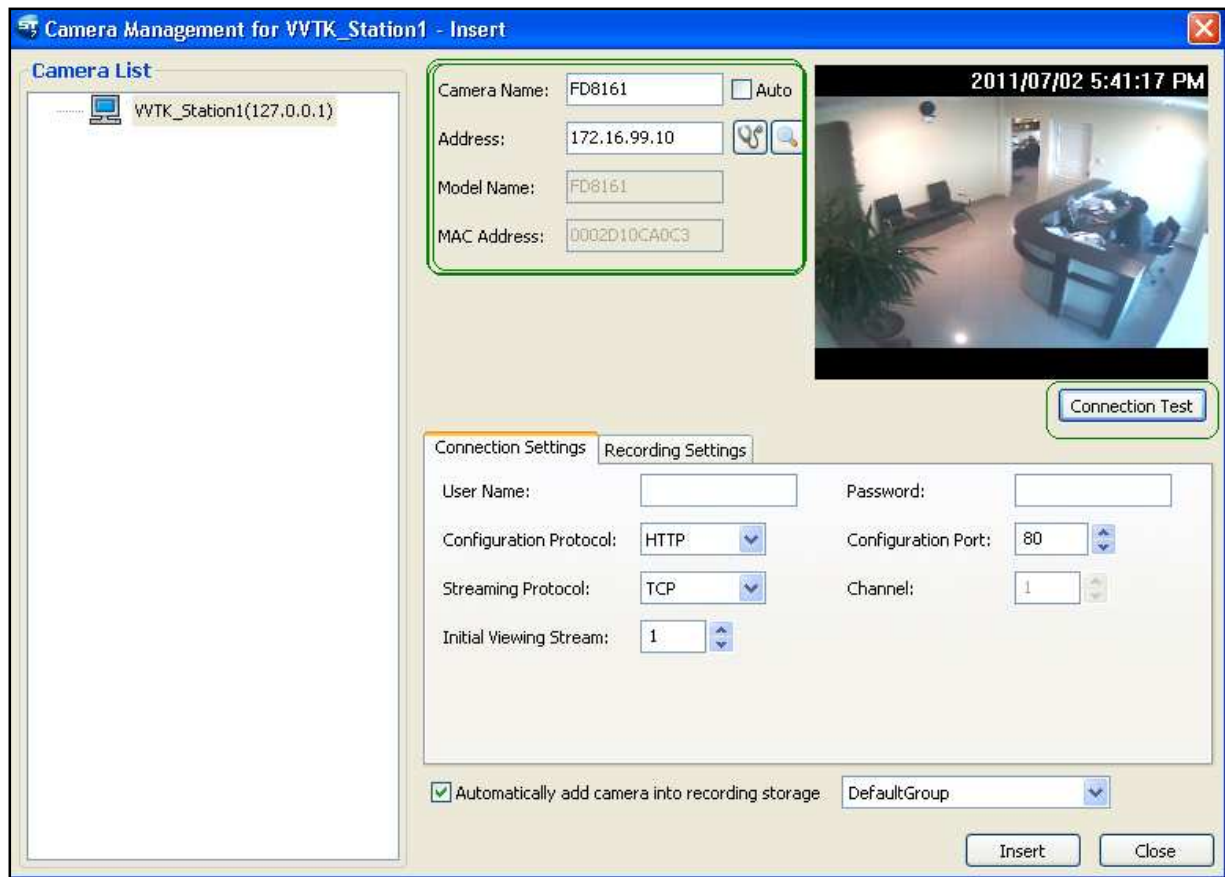 Camera Management for VVTK_Station1 - Insert
Camera List
VVTK_Station1(127.0.0.1)
Camera Name: FD8161 Auto
Address: 172.16.99.10
Model Name: FD8161
MAC Address: 0002D10CA0C3
2011/07/02 5:41:17 PM
Connection Test
Connection Settings Recording Settings
User Name: Password:
Configuration Protocol: HTTP Configuration Port: 80
Streaming Protocol: TCP Channel: 1
Initial Viewing Stream: 1
Automatically add camera into recording storage DefaultGroup
Insert Close